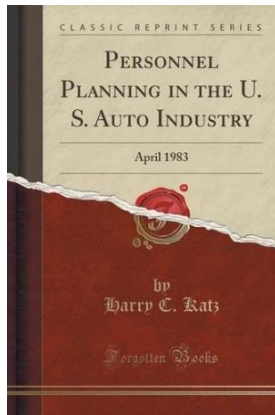 CLASSIC REPRINT SERIES
PERSONNEL
PLANNING IN THE U.
S. AUTO INDUSTRY
April 1983
by
Harry C. Katz
Forgotten Books